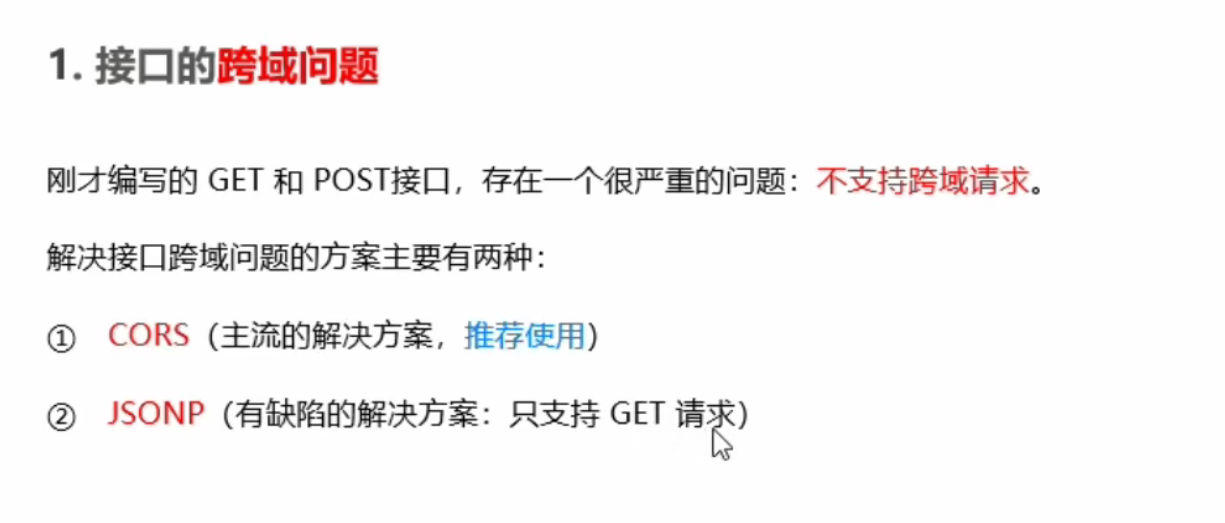 1. 接口的跨域问题
刚才编写的 GET 和 POST接口，存在一个很严重的问题：不支持跨域请求。
解决接口跨域问题的方案主要有两种：
① CORS（主流的解决方案，推荐使用）
② JSONP（有缺陷的解决方案：只支持 GET 请求）